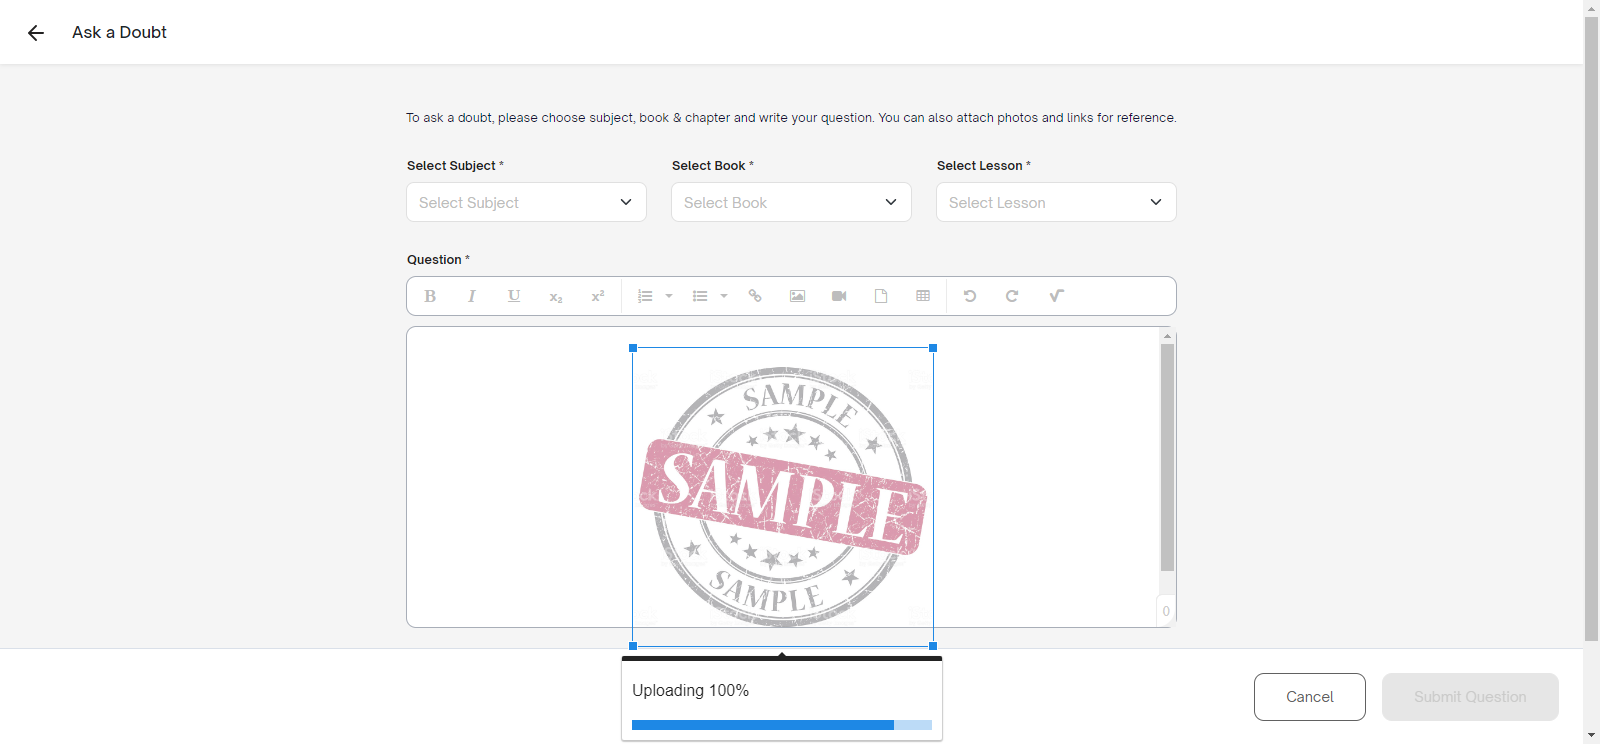 Ask a Doubt
To ask a doubt, please choose subject, book & chapter and write your question. You can also attach photos and links for reference.
Select Subject *
Select Book *
Select Lesson *
Select Subject
Select Book
Select Lesson
Question *
B I U x₂ x²
SAMPLE
SAMPLE
SAMPLE
0
Uploading 100%
Cancel
Submit Question